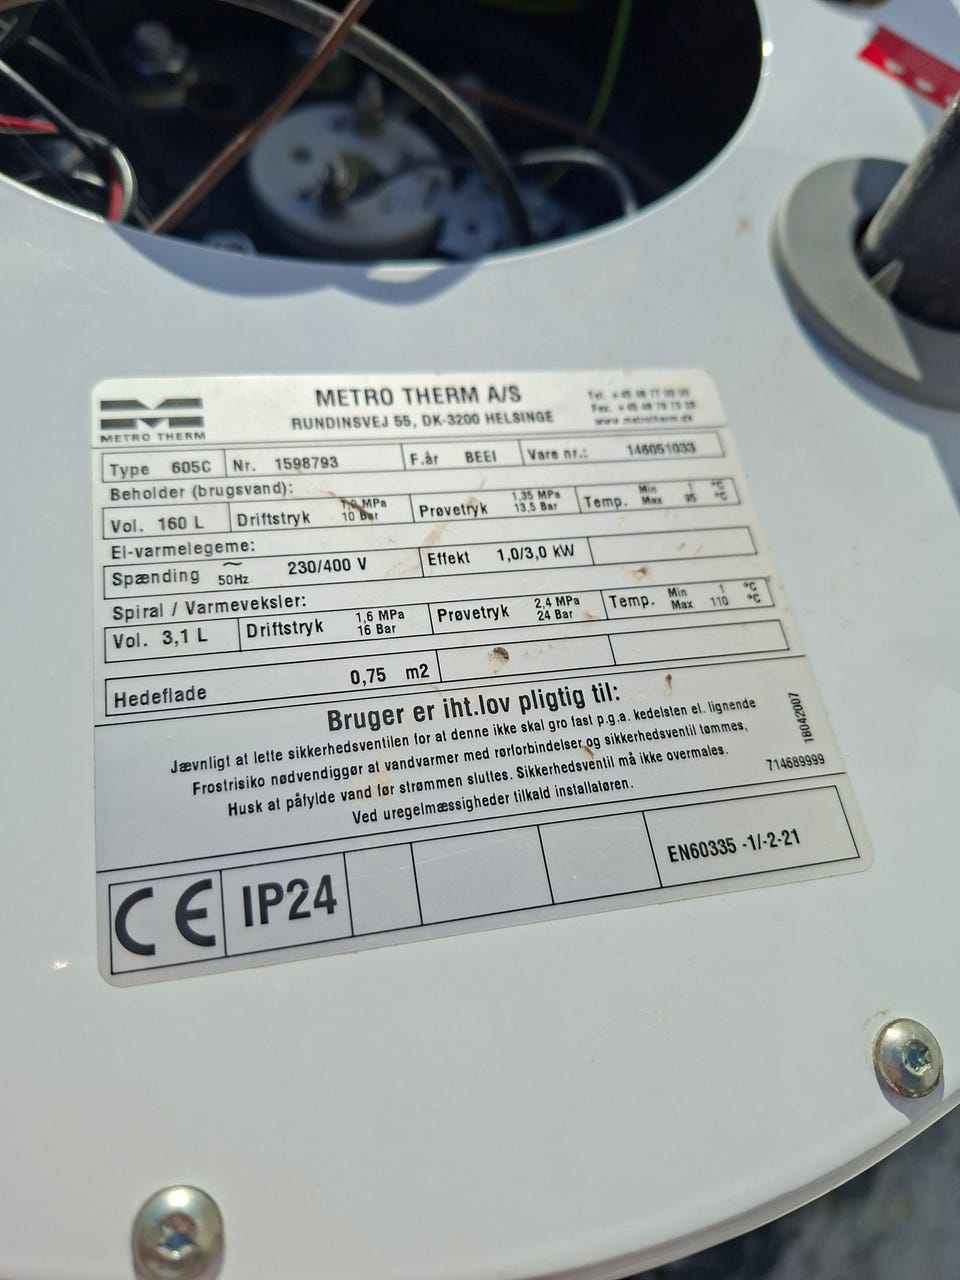 METRO THERM
METRO THERM A/S
RUNDINSVEJ 55, DK-3200 HELSINGE
www.metrotherm.dk
Type 605C Nr. 1598793 F.år BEEI Vare nr.: 146051033
Beholder (brugsvand):
Vol. 160 L Driftstryk MPa 10 Bar Prøvetryk 1,35 MPa 13,5 Bar Temp. Min 1 °C Max 95 °C
El-varmelegeme:
Spænding ~ 50Hz 230/400 V Effekt 1,0/3,0 kW
Spiral / Varmeveksler:
Vol. 3,1 L Driftstryk 1,6 MPa 16 Bar Prøvetryk 2,4 MPa 24 Bar Temp. Min 1 °C Max 110 °C
Hedeflade 0,75 m2
Bruger er iht.lov pligtig til:
Jævnligt at lette sikkerhedsventilen for at denne ikke skal gro fast p.g.a. kedelsten el. lignende
Frostrisiko nødvendiggør at vandvarmer med rørforbindelser og sikkerhedsventil tømmes,
Husk at påfylde vand før strømmen sluttes. Sikkerhedsventil må ikke overmales.
Ved uregelmæssigheder tilkald installatøren.
18042007
714689999
CE IP24 EN60335 -1/-2-21